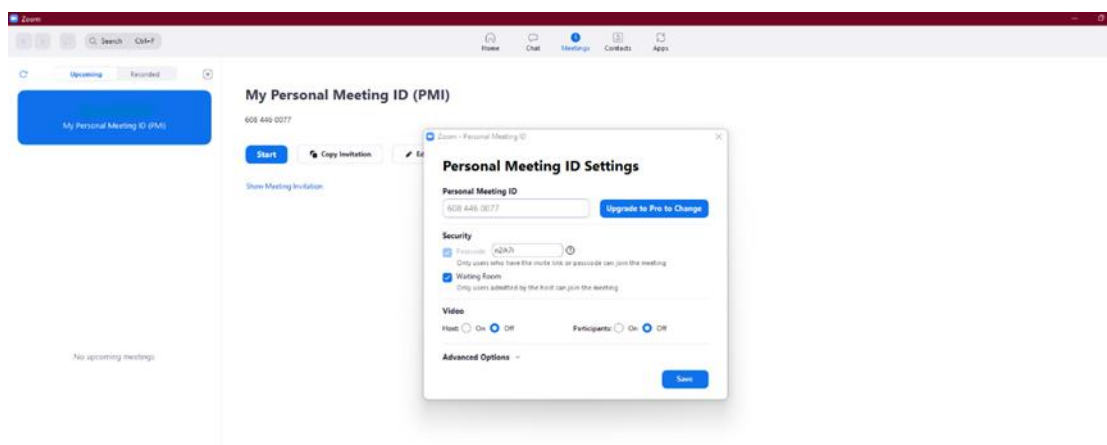 Zoom
Search Ctrl+F
Home Chat Meetings Contacts Apps
Upcoming Recorded
My Personal Meeting ID (PMI)
No upcoming meetings
My Personal Meeting ID (PMI)
608 446 0077
Start Copy Invitation Ed
Show Meeting Invitation
Zoom - Personal Meeting ID
Personal Meeting ID Settings
Personal Meeting ID
608 446 0077 Upgrade to Pro to Change
Security
Passcode
Only users who have the invite link or passcode can join the meeting
Waiting Room
Only users admitted by the host can join the meeting
Video
Host: On Off Participants: On Off
Advanced Options
Save